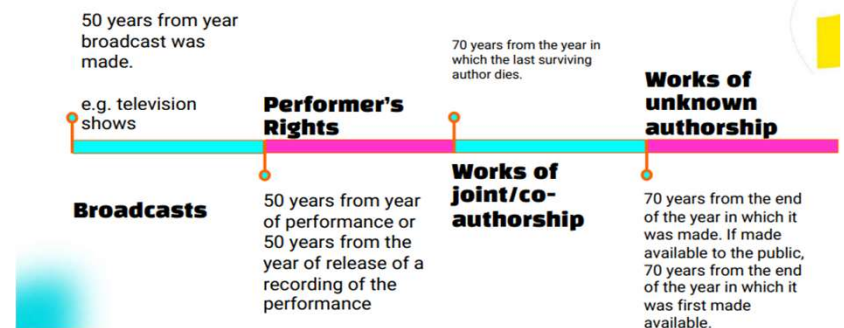 50 years from year
broadcast was
made.
e.g. television
shows
Broadcasts
Performer's
Rights
50 years from year
of performance or
50 years from the
year of release of a
recording of the
performance
70 years from the year in
which the last surviving
author dies.
Works of
joint/co-
authorship
Works of
unknown
authorship
70 years from the end
of the year in which it
was made. If made
available to the public,
70 years from the end
of the year in which it
was first made
available.